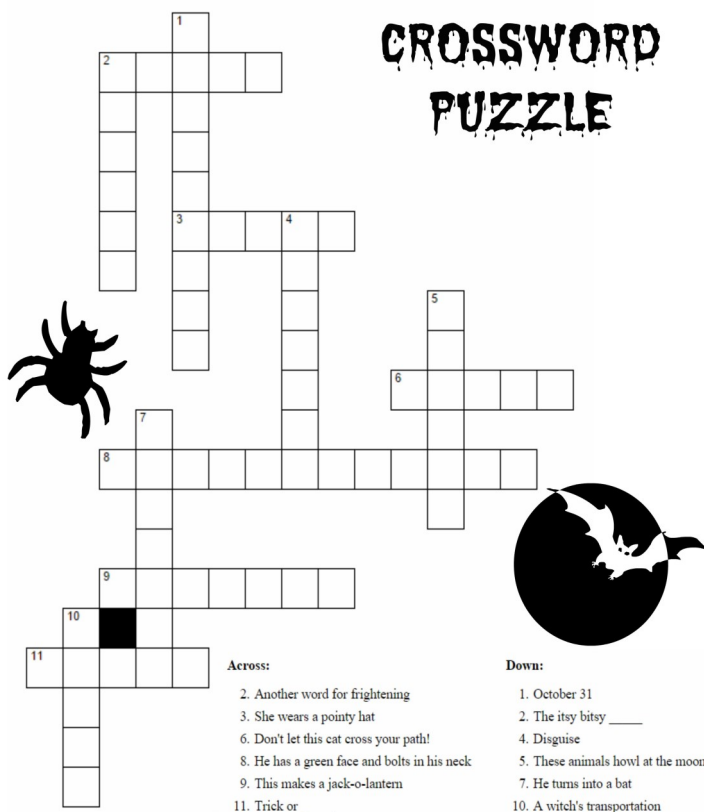 CROSSWORD
PUZZLE
1
2
3
4
5
6
7
8
9
10
11
Across:
2. Another word for frightening
3. She wears a pointy hat
6. Don't let this cat cross your path!
8. He has a green face and bolts in his neck
9. This makes a jack-o-lantern
11. Trick or
Down:
1. October 31
2. The itsy bitsy _____
4. Disguise
5. These animals howl at the moon
7. He turns into a bat
10. A witch's transportation